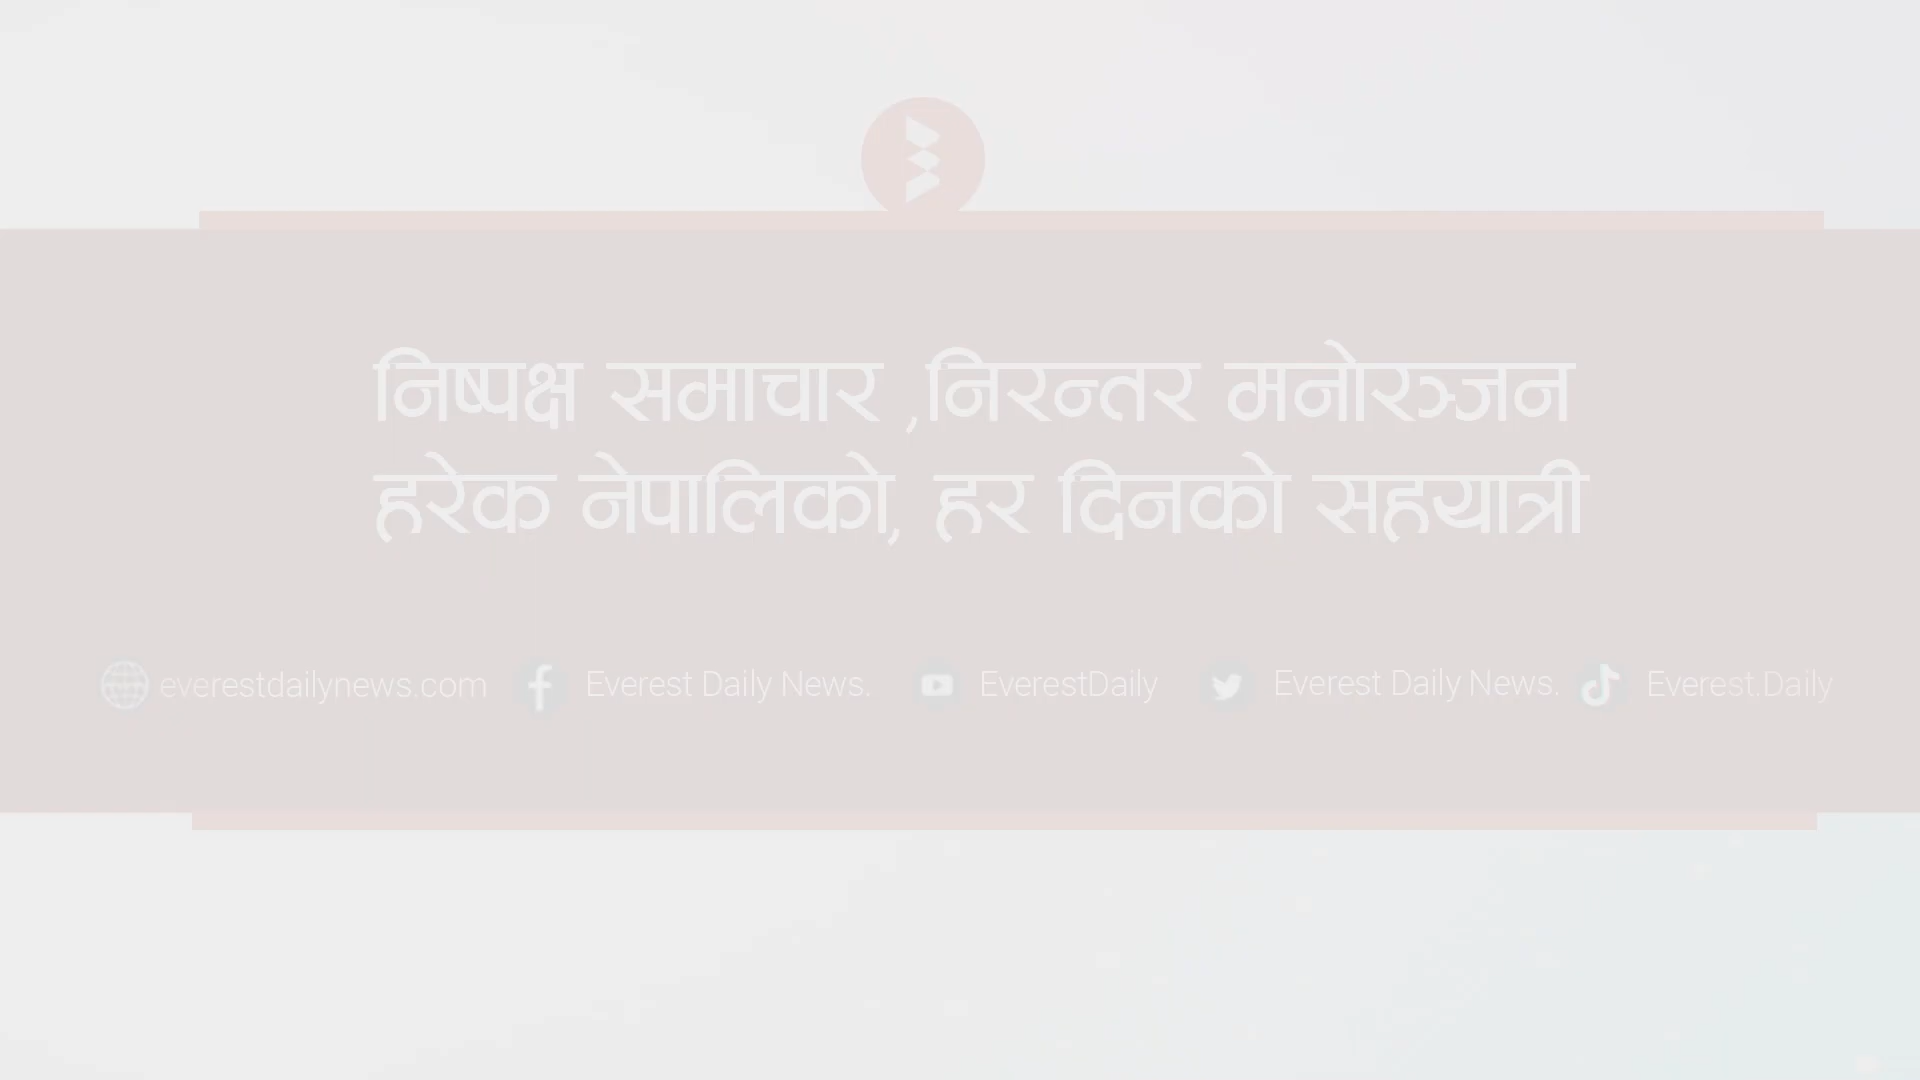 निष्पक्ष समाचार ,निरन्तर मनोरञ्जन
हरेक नेपालिको, हर दिनको सहयात्री
everestdailynews.com Everest Daily News. EverestDaily Everest Daily News. Everest.Daily